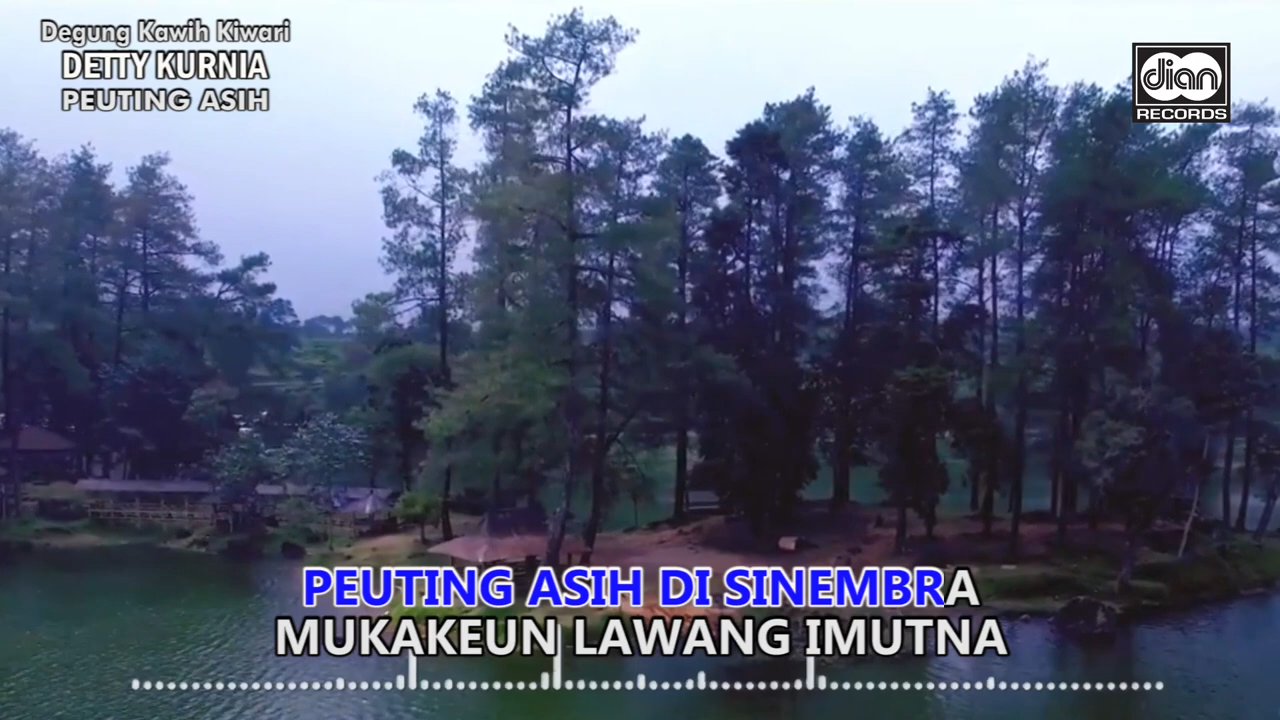 Degung Kawih Kiwari
DETTY KURNIA
PEUTING ASIH
dian
RECORDS
PEUTING ASIH DI SINEMBRA
MUKAKEUN LAWANG IMUTNA